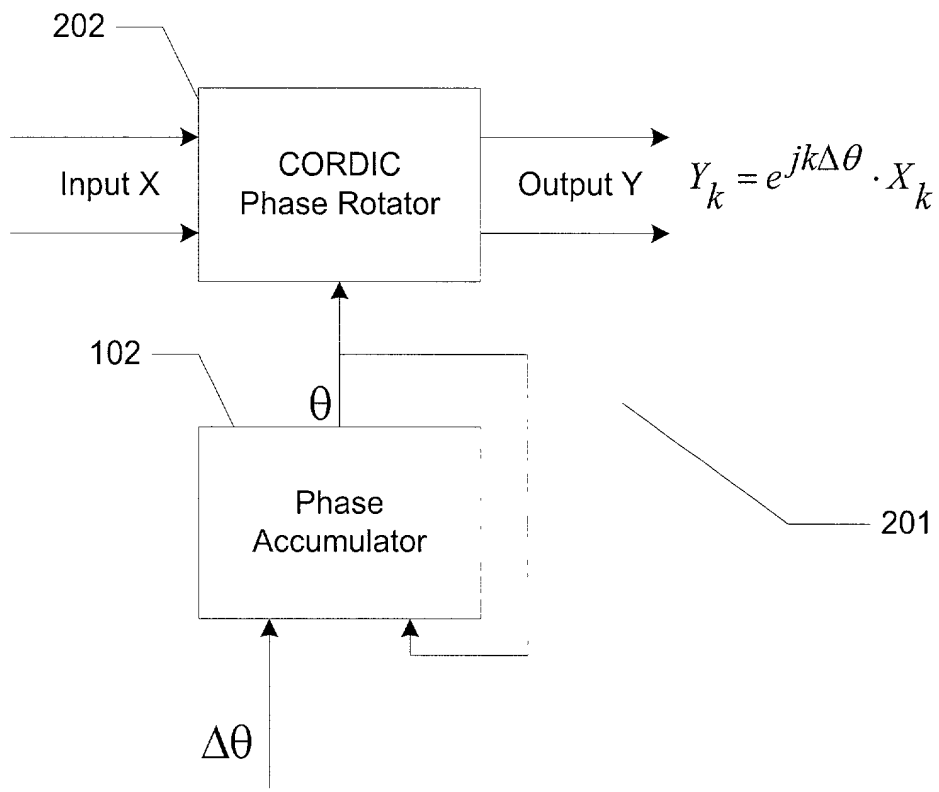 202
CORDIC
Phase Rotator
Input X
Output Y
Y_k = e^{jkΔθ} · X_k
102
θ
Phase
Accumulator
201
Δθ